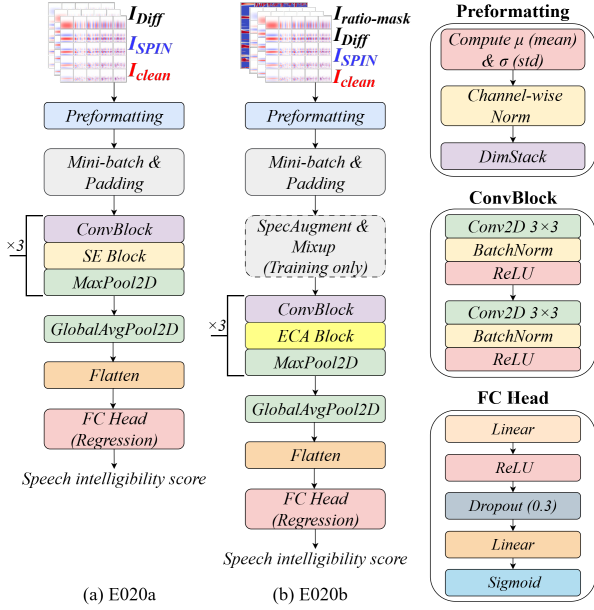 I_Diff
I_SPIN
I_clean
Preformatting
Mini-batch &
Padding
×3
ConvBlock
SE Block
MaxPool2D
GlobalAvgPool2D
Flatten
FC Head
(Regression)
Speech intelligibility score
(a) E020a
I_ratio-mask
I_Diff
I_SPIN
I_clean
Preformatting
Mini-batch &
Padding
SpecAugment &
Mixup
(Training only)
×3
ConvBlock
ECA Block
MaxPool2D
GlobalAvgPool2D
Flatten
FC Head
(Regression)
Speech intelligibility score
(b) E020b
Preformatting
Compute μ (mean)
& σ (std)
Channel-wise
Norm
DimStack
ConvBlock
Conv2D 3×3
BatchNorm
ReLU
Conv2D 3×3
BatchNorm
ReLU
FC Head
Linear
ReLU
Dropout (0.3)
Linear
Sigmoid